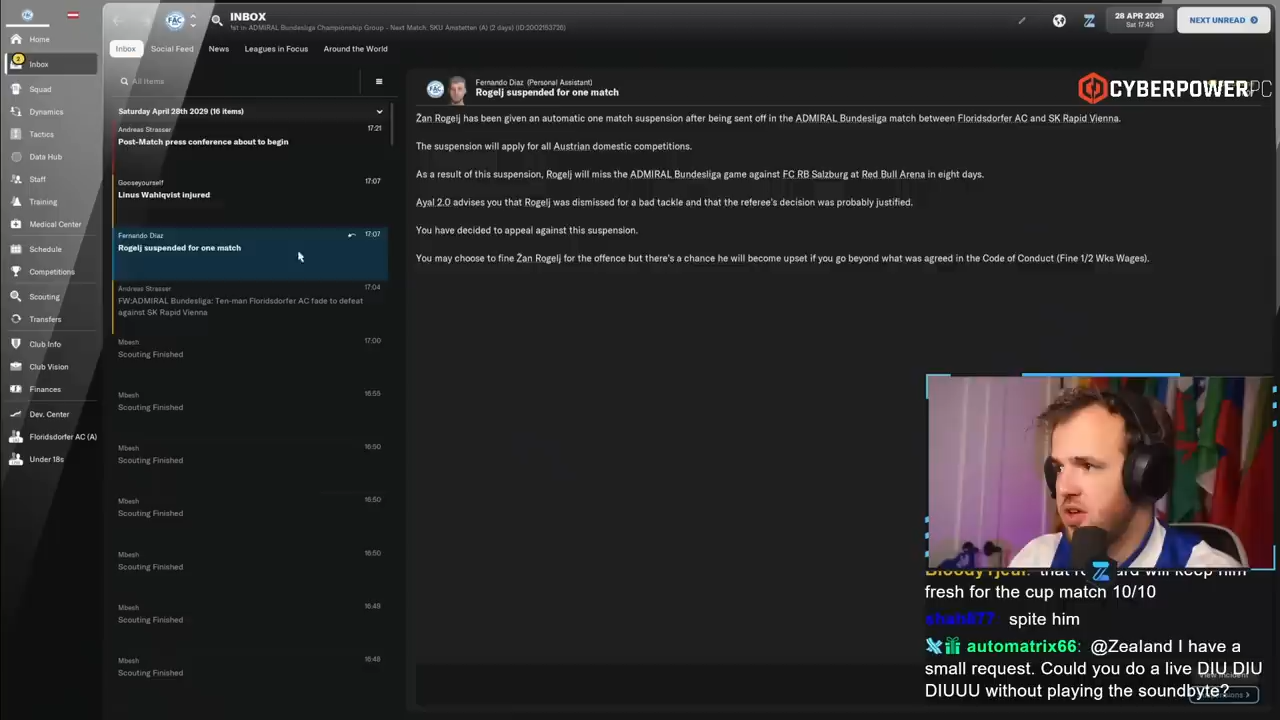 FAC
INBOX
1st in ADMIRAL Bundesliga Championship Group - Next Match: SKU Amstetten (A) (2 days) (ID:2002153726)
28 APR 2029
Sat 17:45
NEXT UNREAD
Inbox
Social Feed
News
Leagues in Focus
Around the World
Home
Inbox
Squad
Dynamics
Tactics
Data Hub
Staff
Training
Medical Center
Schedule
Competitions
Scouting
Transfers
Club Info
Club Vision
Finances
Dev. Center
Floridsdorfer AC (A)
Under 18s
All Items
Saturday April 28th 2029 (16 items)
Andreas Strasser 17:21
Post-Match press conference about to begin
Gooseyourself 17:07
Linus Wahlqvist injured
Fernando Diaz 17:07
Rogelj suspended for one match
Andreas Strasser 17:04
FW:ADMIRAL Bundesliga: Ten-man Floridsdorfer AC fade to defeat
against SK Rapid Vienna
Mbesh 17:00
Scouting Finished
Mbesh 16:55
Scouting Finished
Mbesh 16:50
Scouting Finished
Mbesh 16:50
Scouting Finished
Mbesh 16:50
Scouting Finished
Mbesh 16:49
Scouting Finished
Mbesh 16:48
Scouting Finished
Fernando Diaz (Personal Assistant)
Rogelj suspended for one match
CYBERPOWERPC
Žan Rogelj has been given an automatic one match suspension after being sent off in the ADMIRAL Bundesliga match between Floridsdorfer AC and SK Rapid Vienna.
The suspension will apply for all Austrian domestic competitions.
As a result of this suspension, Rogelj will miss the ADMIRAL Bundesliga game against FC RB Salzburg at Red Bull Arena in eight days.
Ayal 2.0 advises you that Rogelj was dismissed for a bad tackle and that the referee's decision was probably justified.
You have decided to appeal against this suspension.
You may choose to fine Žan Rogelj for the offence but there's a chance he will become upset if you go beyond what was agreed in the Code of Conduct (Fine 1/2 Wks Wages).
fresh for the cup match 10/10
spite him
automatrix66: @Zealand I have a
small request. Could you do a live DIU DIU
DIUUU without playing the soundbyte?